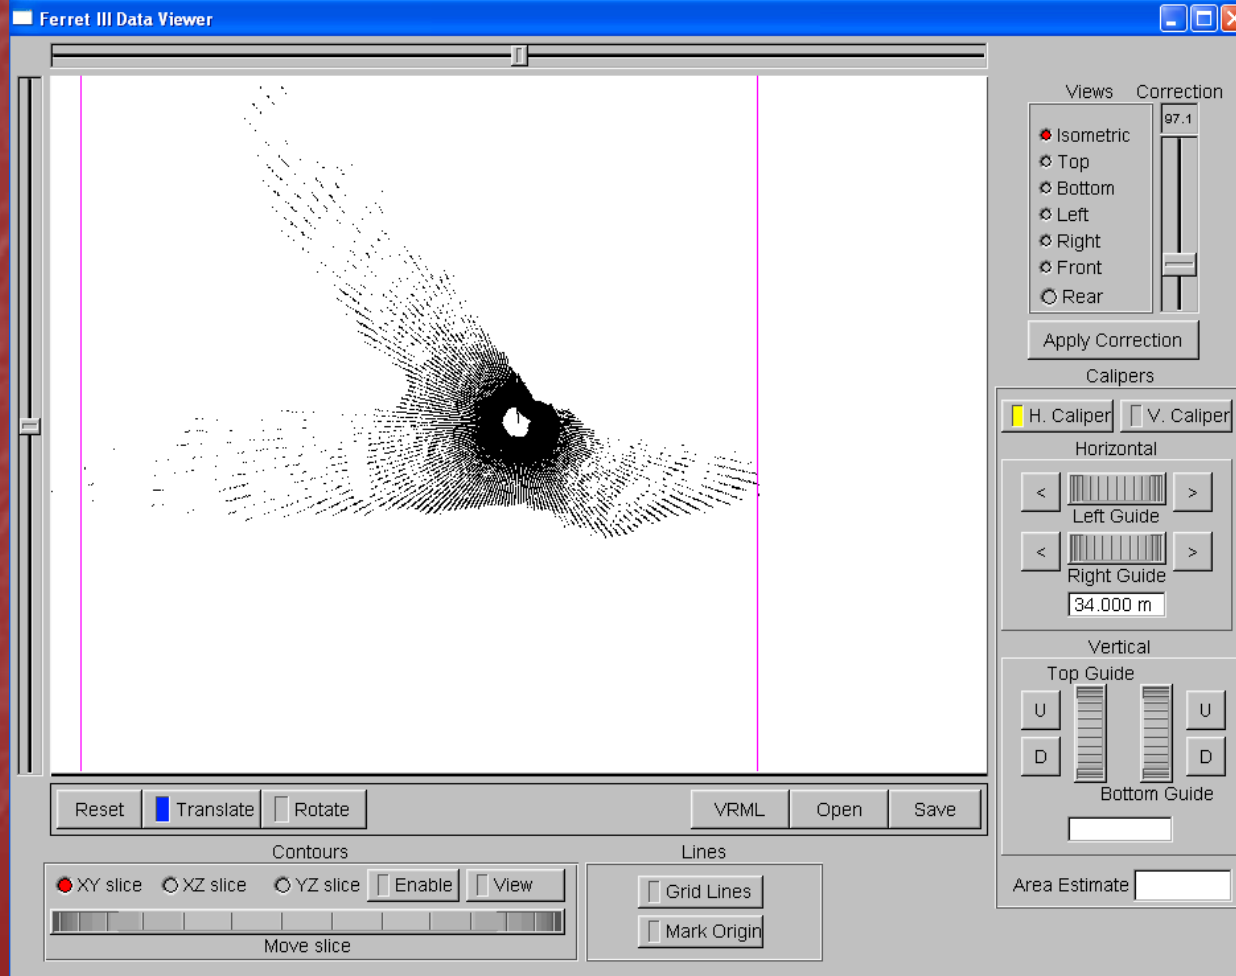 Ferret III Data Viewer
Views Correction
97.1
Isometric
Top
Bottom
Left
Right
Front
Rear
Apply Correction
Calipers
H. Caliper V. Caliper
Horizontal
< >
Left Guide
< >
Right Guide
34.000 m
Vertical
Top Guide
U U
D D
Bottom Guide
Area Estimate
Reset Translate Rotate VRML Open Save
Contours
XY slice XZ slice YZ slice Enable View
Move slice
Lines
Grid Lines
Mark Origin